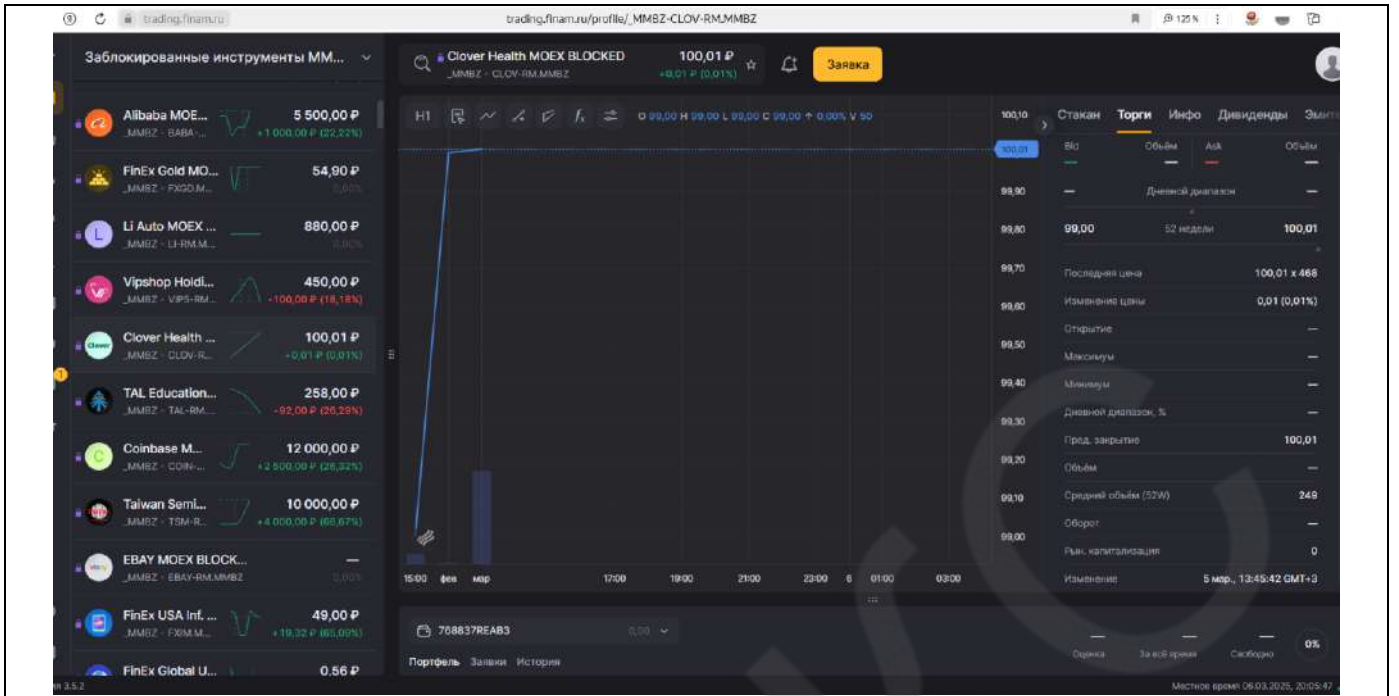 trading.finam.ru
trading.finam.ru/profile/_MMBZ-CLOV-RM.MMBZ
125 %
Заблокированные инструменты ММ...
Alibaba MOE...
5 500,00 ₽
_MMBZ - BABA-...
+1 000,00 ₽ (22,22%)
FinEx Gold MO...
54,90 ₽
_MMBZ - FXGD.M...
0,00%
Li Auto MOEX ...
880,00 ₽
_MMBZ - LI-RM.M...
0,00%
Vipshop Holdi...
450,00 ₽
_MMBZ - VIPS-RM...
-100,00 ₽ (18,18%)
Clover Health ...
100,01 ₽
_MMBZ - CLOV-R...
+0,01 ₽ (0,01%)
TAL Education...
258,00 ₽
_MMBZ - TAL-RM...
-92,00 ₽ (26,29%)
Coinbase M...
12 000,00 ₽
_MMBZ - COIN-...
+2 500,00 ₽ (26,32%)
Taiwan Semi...
10 000,00 ₽
_MMBZ - TSM-R...
+4 000,00 ₽ (66,67%)
EBAY MOEX BLOCK...
—
_MMBZ - EBAY-RM.MMBZ
0,00%
FinEx USA Inf. ...
49,00 ₽
_MMBZ - FXIM.M...
+19,32 ₽ (65,09%)
FinEx Global U...
0,56 ₽
1
3.5.2
Clover Health MOEX BLOCKED
100,01 ₽
_MMBZ - CLOV-RM.MMBZ
+0,01 ₽ (0,01%)
Заявка
H1
O 99,00 H 99,00 L 99,00 C 99,00 ↑ 0,00% V 50
100,10
100,01
99,90
99,80
99,70
99,60
99,50
99,40
99,30
99,20
99,10
99,00
15:00 фев мар 17:00 19:00 21:00 23:00 6 01:00 03:00
768837REAB3
0,00
Портфель Заявки История
Стакан Торги Инфо Дивиденды
Bid Объём Ask Объём
— — — —
— Дневной диапазон —
99,00 52 недели 100,01
Последняя цена 100,01 x 468
Изменение цены 0,01 (0,01%)
Открытие —
Максимум —
Минимум —
Дневной диапазон, % —
Пред. закрытие 100,01
Объём —
Средний объём (52W) 249
Оборот —
Рын. капитализация 0
Изменение 5 мар., 13:45:42 GMT+3
— — — 0%
Оценка За всё время Свободно
Местное время 06.03.2025, 20:05:47